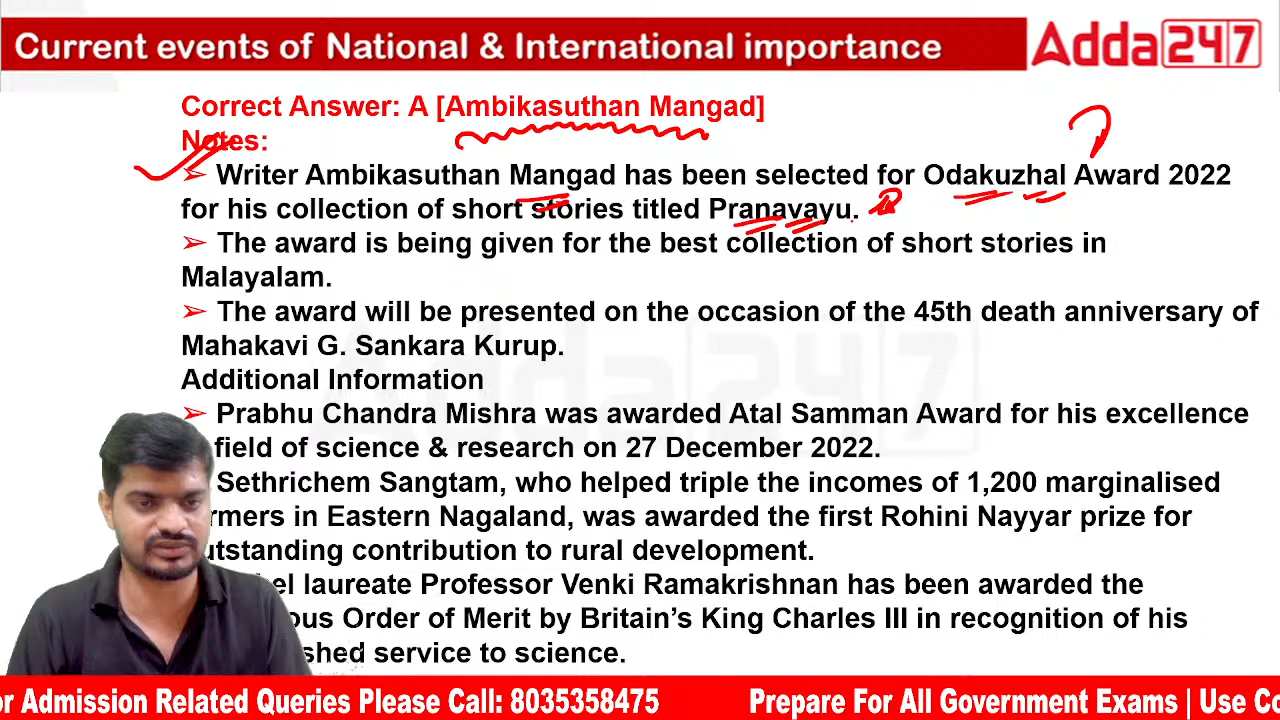 Current events of National & International importance
Adda247
Correct Answer: A [Ambikasuthan Mangad]
Notes:
➢ Writer Ambikasuthan Mangad has been selected for Odakuzhal Award 2022
for his collection of short stories titled Pranavayu.
➢ The award is being given for the best collection of short stories in
Malayalam.
➢ The award will be presented on the occasion of the 45th death anniversary of
Mahakavi G. Sankara Kurup.
Additional Information
➢ Prabhu Chandra Mishra was awarded Atal Samman Award for his excellence
field of science & research on 27 December 2022.
Sethrichem Sangtam, who helped triple the incomes of 1,200 marginalised
rmers in Eastern Nagaland, was awarded the first Rohini Nayyar prize for
utstanding contribution to rural development.
el laureate Professor Venki Ramakrishnan has been awarded the
ous Order of Merit by Britain's King Charles III in recognition of his
shed service to science.
or Admission Related Queries Please Call: 8035358475 Prepare For All Government Exams | Use Co